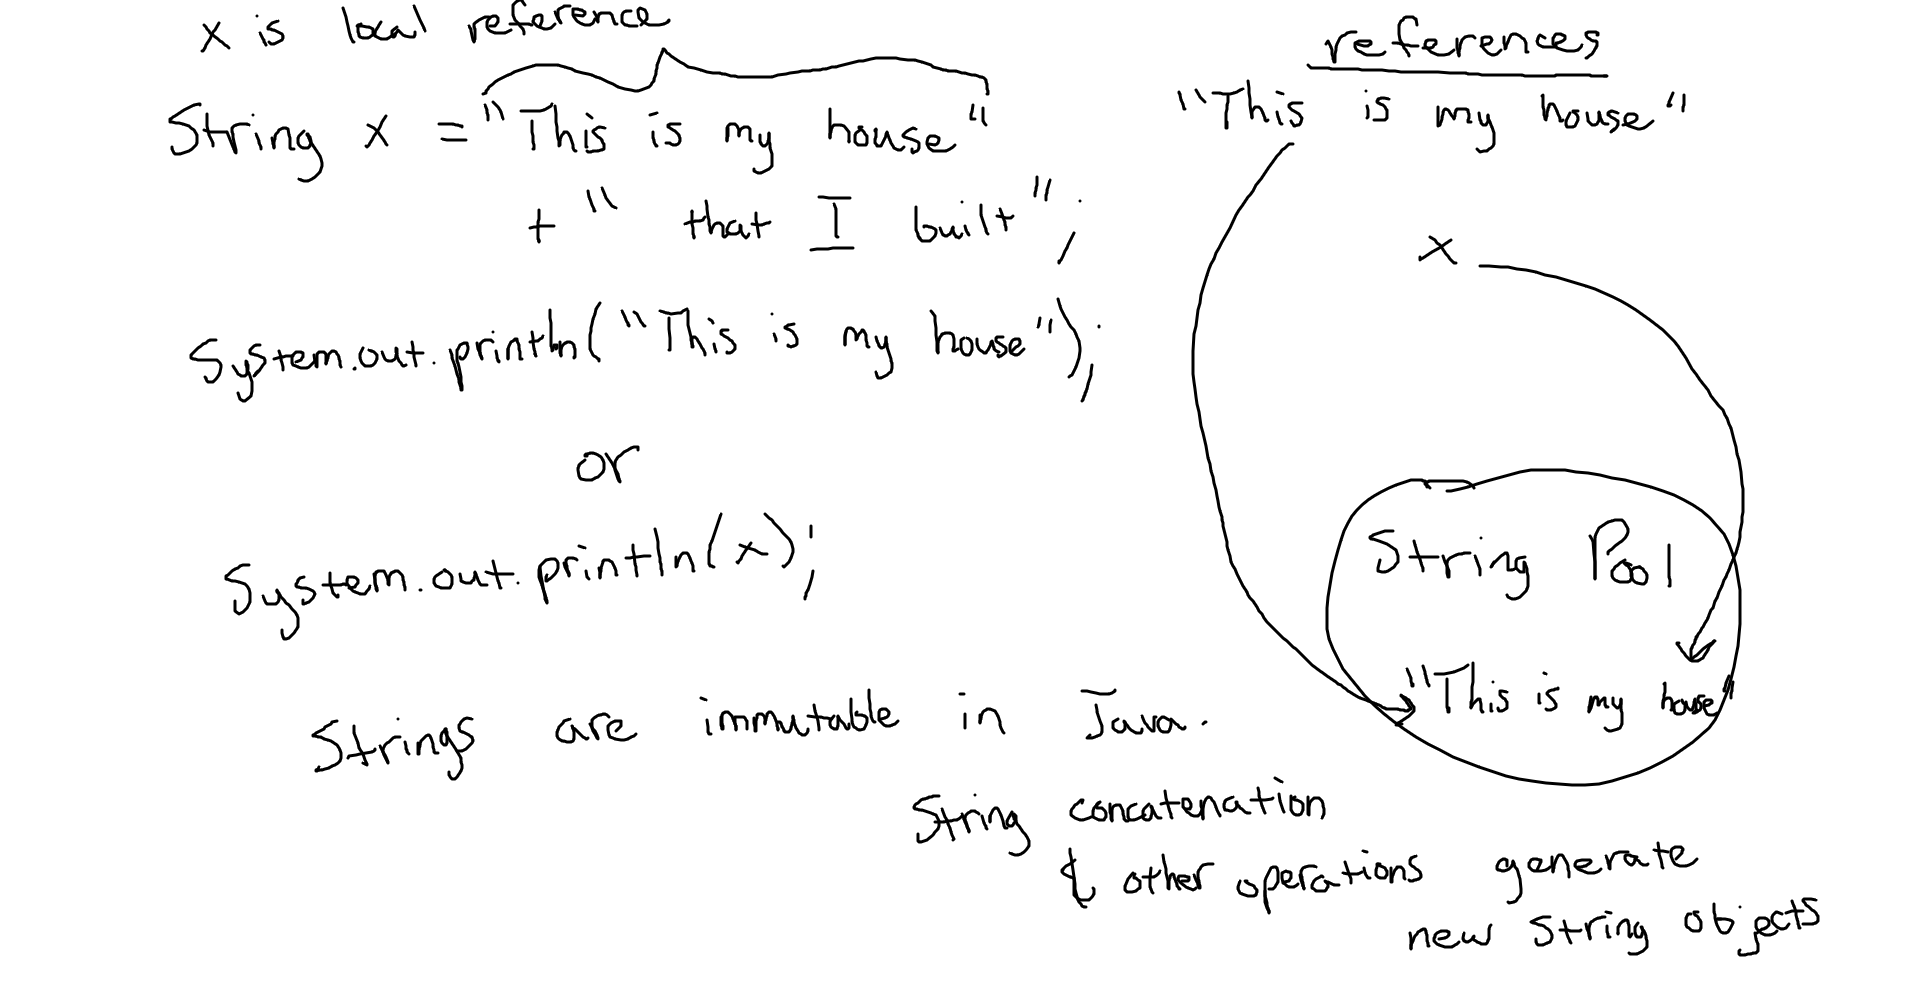 x is local reference
String x = "This is my house"
+ " that I built";
System.out.println("This is my house");
or
System.out.println(x);
Strings are immutable in Java.
String concatenation
& other operations generate
new String objects
references
"This is my house"
x
String Pool
"This is my house"